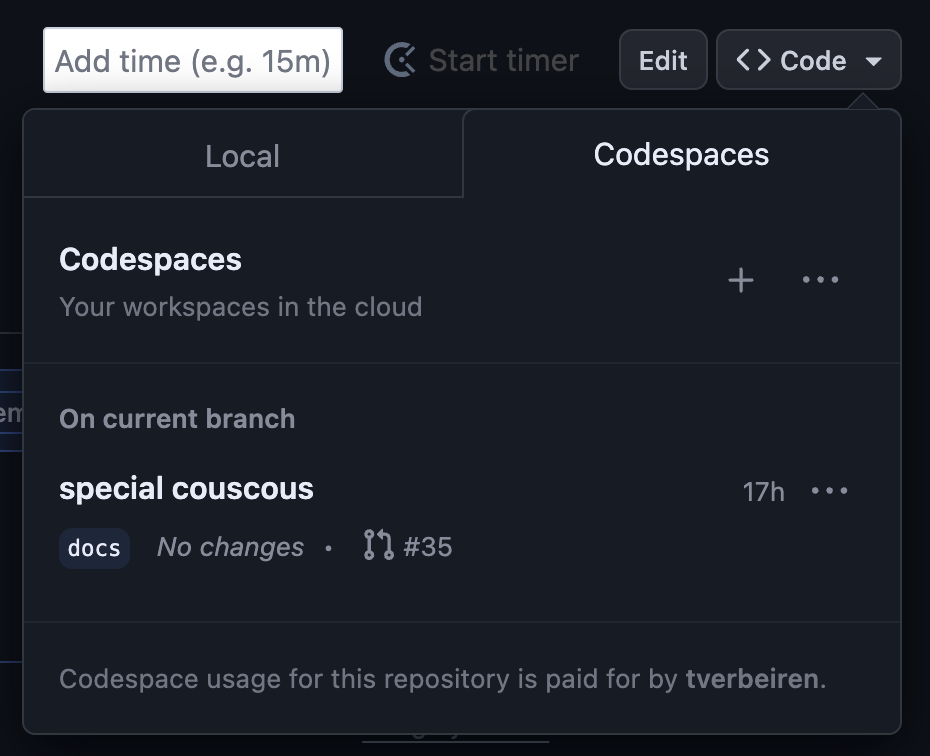 Add time (e.g. 15m) Start timer Edit Code
Local Codespaces
Codespaces
Your workspaces in the cloud
On current branch
special couscous 17h
docs No changes • #35
Codespace usage for this repository is paid for by tverbeiren.